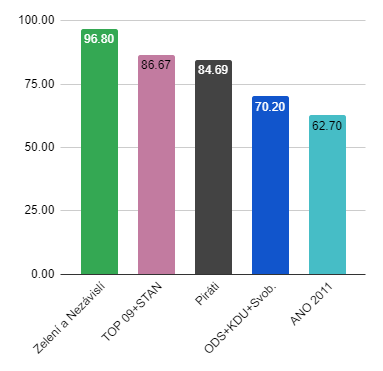 100.00
75.00
50.00
25.00
0.00
96.80
86.67
84.69
70.20
62.70
Zelení a Nezávislí
TOP 09+STAN
Piráti
ODS+KDU+Svob.
ANO 2011